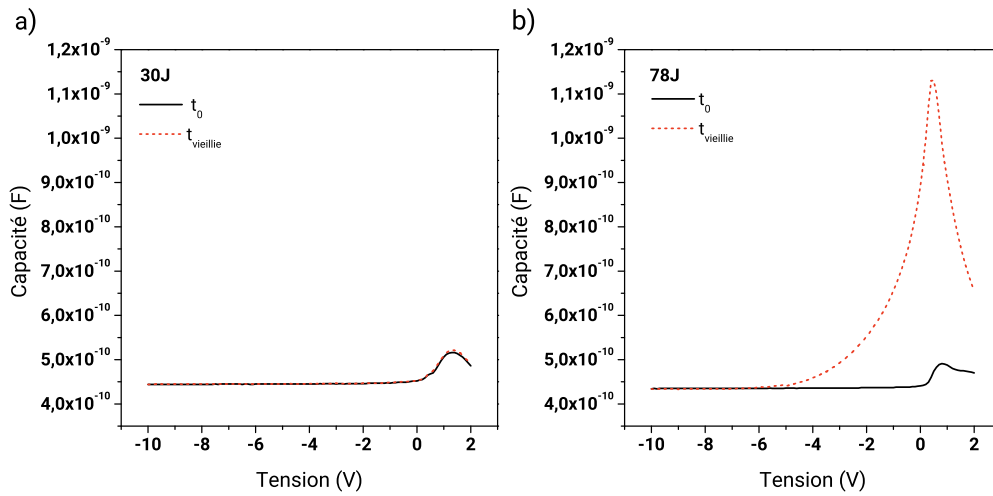 a)
1,2x10⁻⁹
1,1x10⁻⁹
1,0x10⁻⁹
9,0x10⁻¹⁰
8,0x10⁻¹⁰
7,0x10⁻¹⁰
6,0x10⁻¹⁰
5,0x10⁻¹⁰
4,0x10⁻¹⁰
Capacité (F)
30J
t₀
t_vieillie
-10 -8 -6 -4 -2 0 2
Tension (V)
b)
1,2x10⁻⁹
1,1x10⁻⁹
1,0x10⁻⁹
9,0x10⁻¹⁰
8,0x10⁻¹⁰
7,0x10⁻¹⁰
6,0x10⁻¹⁰
5,0x10⁻¹⁰
4,0x10⁻¹⁰
Capacité (F)
78J
t₀
t_vieillie
-10 -8 -6 -4 -2 0 2
Tension (V)